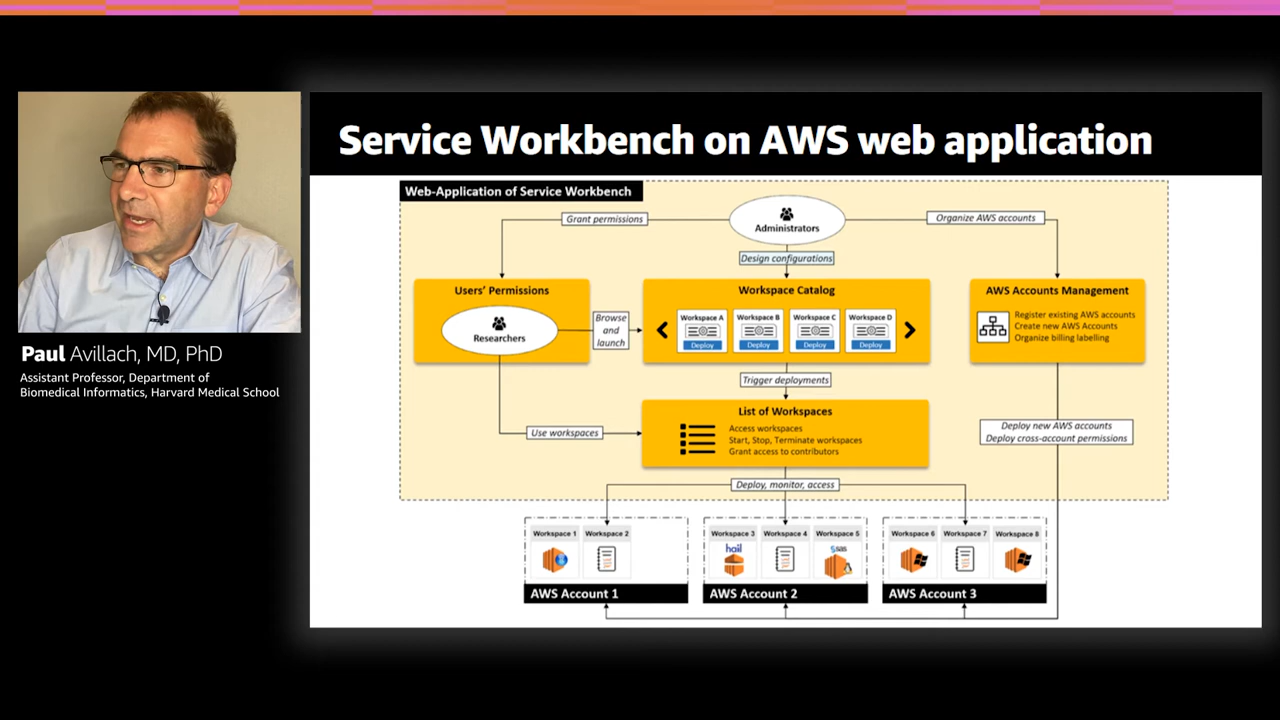 Service Workbench on AWS web application
Web-Application of Service Workbench
Grant permissions
Administrators
Organize AWS accounts
Design configurations
Users' Permissions
Researchers
Browse
and
launch
Workspace Catalog
Workspace A
Deploy
Workspace B
Deploy
Workspace C
Deploy
Workspace D
Deploy
AWS Accounts Management
Register existing AWS accounts
Create new AWS Accounts
Organize billing labelling
Trigger deployments
List of Workspaces
Access workspaces
Start, Stop, Terminate workspaces
Grant access to contributors
Use workspaces
Deploy new AWS accounts
Deploy cross-account permissions
Deploy, monitor, access
Workspace 1
Workspace 2
AWS Account 1
Workspace 3
hail
Workspace 4
Workspace 5
sas
AWS Account 2
Workspace 6
Workspace 7
Workspace 8
AWS Account 3
Paul Avillach, MD, PhD
Assistant Professor, Department of
Biomedical Informatics, Harvard Medical School